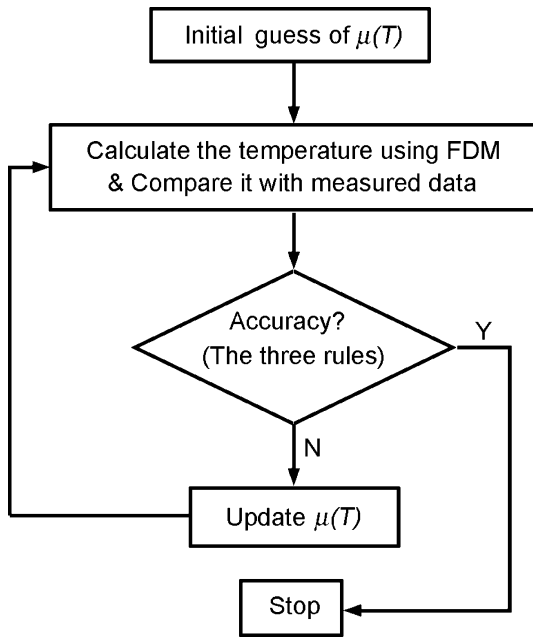 Initial guess of μ(T)
Calculate the temperature using FDM
& Compare it with measured data
Accuracy?
(The three rules)
Y
N
Update μ(T)
Stop